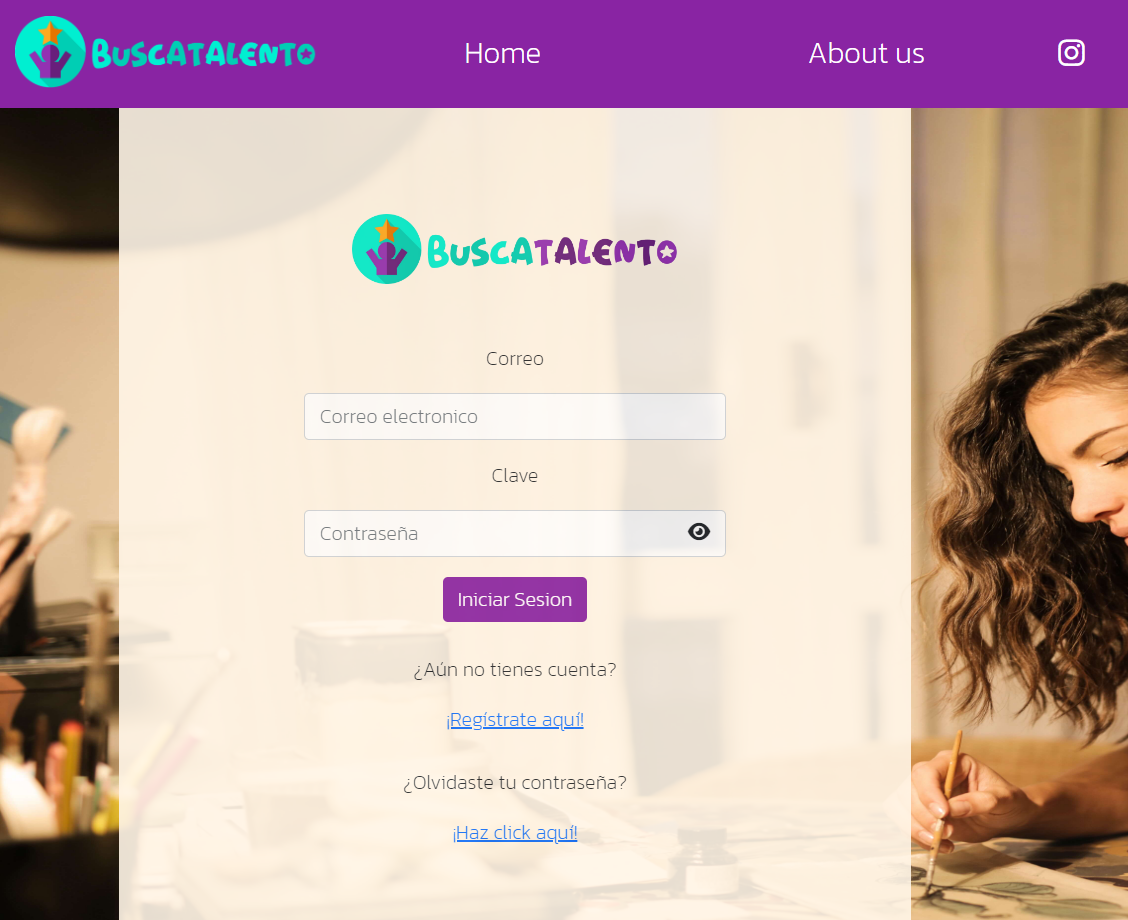 BUSCATALENTO
Home
About us
BUSCATALENTO
Correo
Correo electronico
Clave
Contraseña
Iniciar Sesion
¿Aún no tienes cuenta?
¡Regístrate aquí!
¿Olvidaste tu contraseña?
¡Haz click aquí!